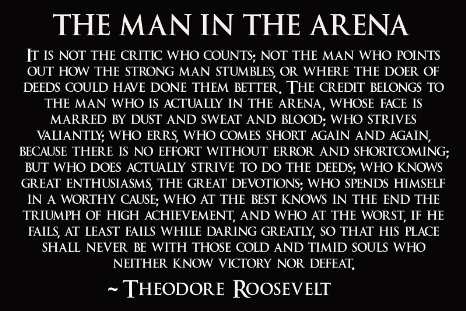 THE MAN IN THE ARENA
IT IS NOT THE CRITIC WHO COUNTS; NOT THE MAN WHO POINTS
OUT HOW THE STRONG MAN STUMBLES, OR WHERE THE DOER OF
DEEDS COULD HAVE DONE THEM BETTER. THE CREDIT BELONGS TO
THE MAN WHO IS ACTUALLY IN THE ARENA, WHOSE FACE IS
MARRED BY DUST AND SWEAT AND BLOOD; WHO STRIVES
VALIANTLY; WHO ERRS, WHO COMES SHORT AGAIN AND AGAIN,
BECAUSE THERE IS NO EFFORT WITHOUT ERROR AND SHORTCOMING;
BUT WHO DOES ACTUALLY STRIVE TO DO THE DEEDS; WHO KNOWS
GREAT ENTHUSIASMS, THE GREAT DEVOTIONS; WHO SPENDS HIMSELF
IN A WORTHY CAUSE; WHO AT THE BEST KNOWS IN THE END THE
TRIUMPH OF HIGH ACHIEVEMENT, AND WHO AT THE WORST, IF HE
FAILS, AT LEAST FAILS WHILE DARING GREATLY, SO THAT HIS PLACE
SHALL NEVER BE WITH THOSE COLD AND TIMID SOULS WHO
NEITHER KNOW VICTORY NOR DEFEAT.
~ THEODORE ROOSEVELT